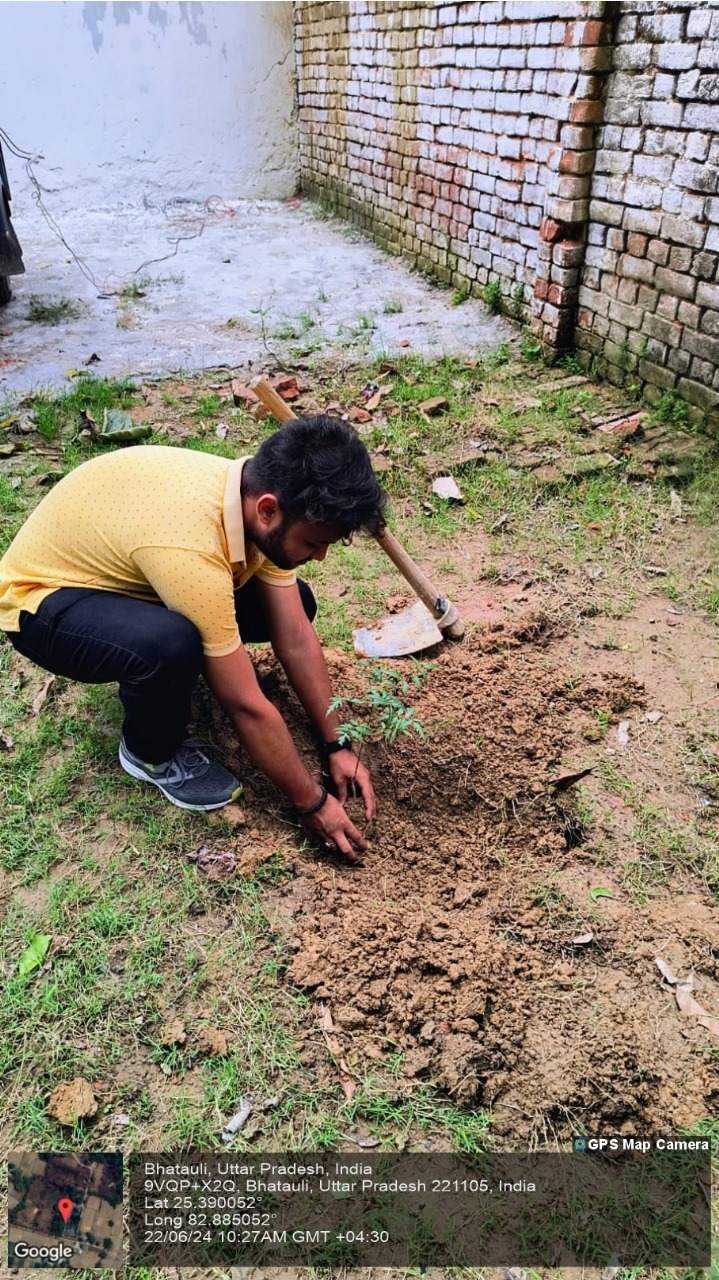 GPS Map Camera
Bhatauli, Uttar Pradesh, India
9VQP+X2Q, Bhatauli, Uttar Pradesh 221105, India
Lat 25.390052°
Long 82.885052°
22/06/24 10:27AM GMT +04:30
Google